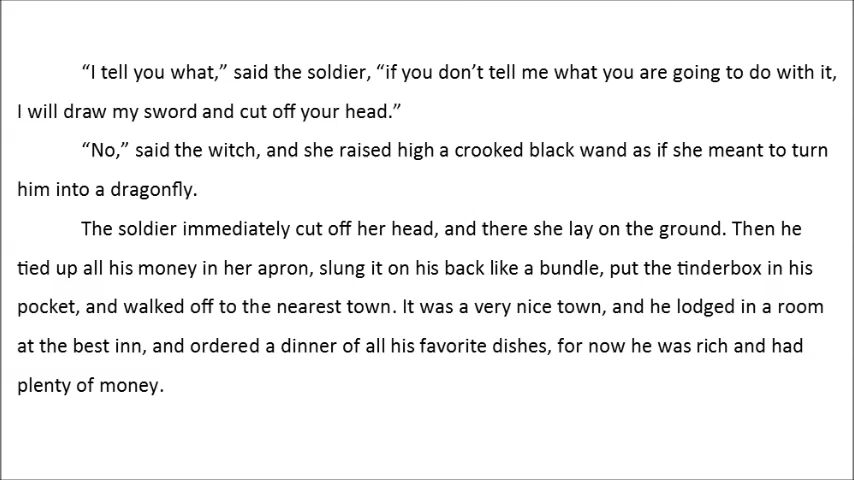 “I tell you what,” said the soldier, “if you don’t tell me what you are going to do with it,
I will draw my sword and cut off your head.”
“No,” said the witch, and she raised high a crooked black wand as if she meant to turn
him into a dragonfly.
The soldier immediately cut off her head, and there she lay on the ground. Then he
tied up all his money in her apron, slung it on his back like a bundle, put the tinderbox in his
pocket, and walked off to the nearest town. It was a very nice town, and he lodged in a room
at the best inn, and ordered a dinner of all his favorite dishes, for now he was rich and had
plenty of money.